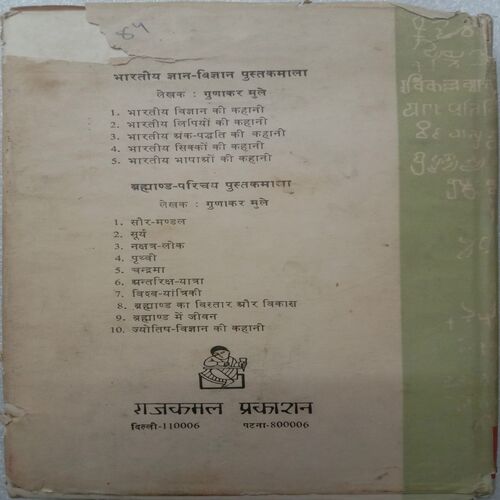 64
भारतीय ज्ञान-विज्ञान पुस्तकमाला
लेखक : गुणाकर मुले
1. भारतीय विज्ञान की कहानी
2. भारतीय लिपियों की कहानी
3. भारतीय अंक-पद्धति की कहानी
4. भारतीय सिक्कों की कहानी
5. भारतीय भाषाओं की कहानी
ब्रह्माण्ड-परिचय पुस्तकमाला
लेखक : गुणाकर मुले
1. सौर-मण्डल
2. सूर्य
3. नक्षत्र-लोक
4. पृथ्वी
5. चन्द्रमा
6. अन्तरिक्ष-यात्रा
7. विश्व-यांत्रिकी
8. ब्रह्माण्ड का विस्तार और विकास
9. ब्रह्माण्ड में जीवन
10. ज्योतिष-विज्ञान की कहानी
राजकमल प्रकाशन
दिल्ली-110006 पटना-800006